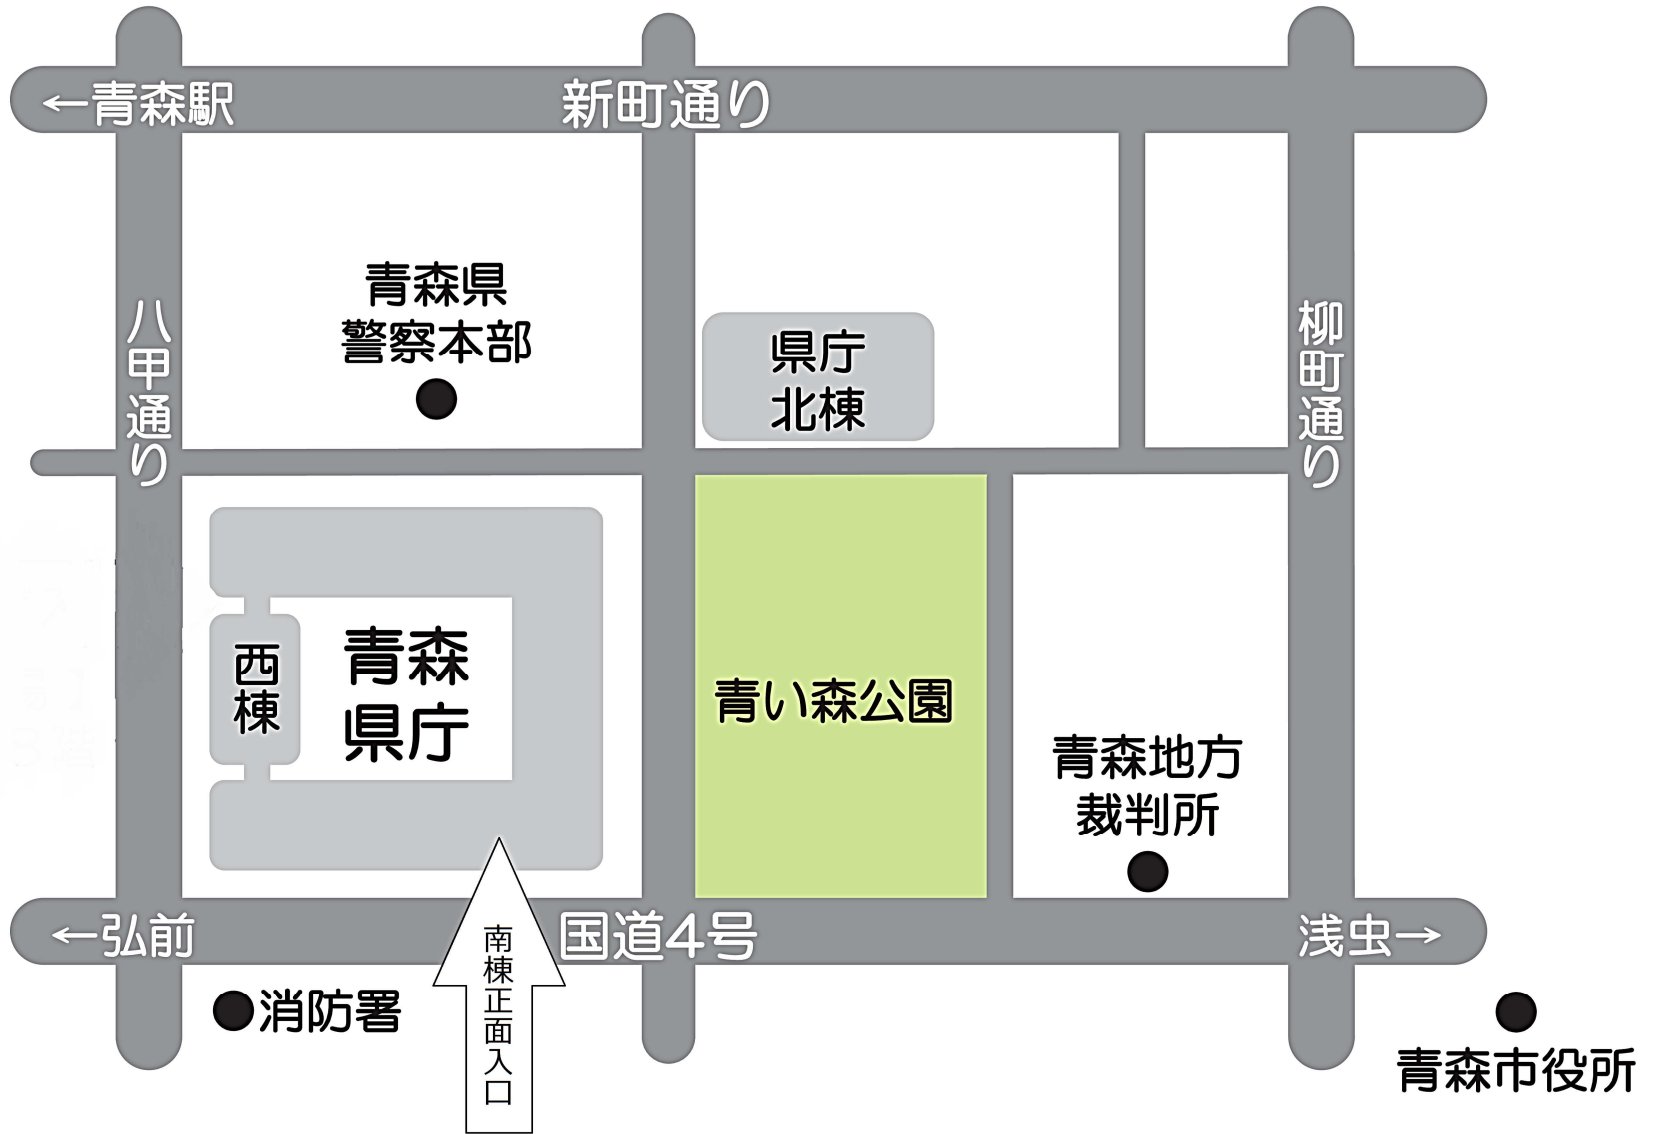 ←青森駅
新町通り
八甲通り
柳町通り
青森県
警察本部
県庁
北棟
西棟
青森
県庁
青い森公園
青森地方
裁判所
←弘前
国道4号
浅虫→
南棟正面入口
消防署
青森市役所